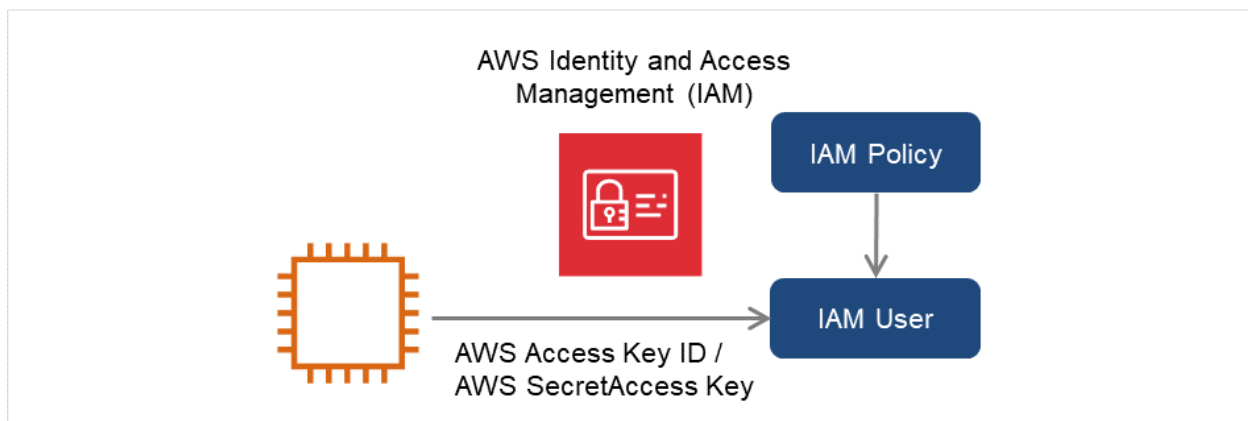 AWS Identity and Access
Management (IAM)
IAM Policy
IAM User
AWS Access Key ID /
AWS SecretAccess Key